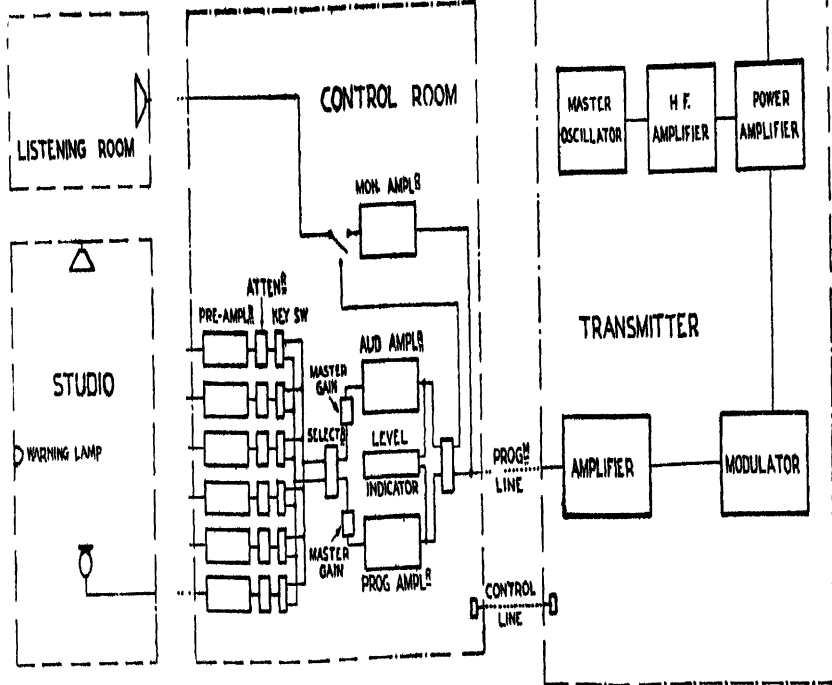 LISTENING ROOM
CONTROL ROOM
MASTER
OSCILLATOR
H F.
AMPLIFIER
POWER
AMPLIFIER
MON. AMPLR
ATTENR
PRE-AMPLR
KEY SW
AUD AMPLR
TRANSMITTER
STUDIO
MASTER
GAIN
SELECTR
LEVEL
INDICATOR
WARNING LAMP
PROGM
LINE
AMPLIFIER
MODULATOR
MASTER
GAIN
PROG AMPLR
CONTROL
LINE